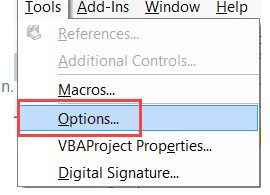 Tools Add-Ins Window Help
References...
Additional Controls...
n.
Macros...
Options...
VBAProject Properties...
Digital Signature...